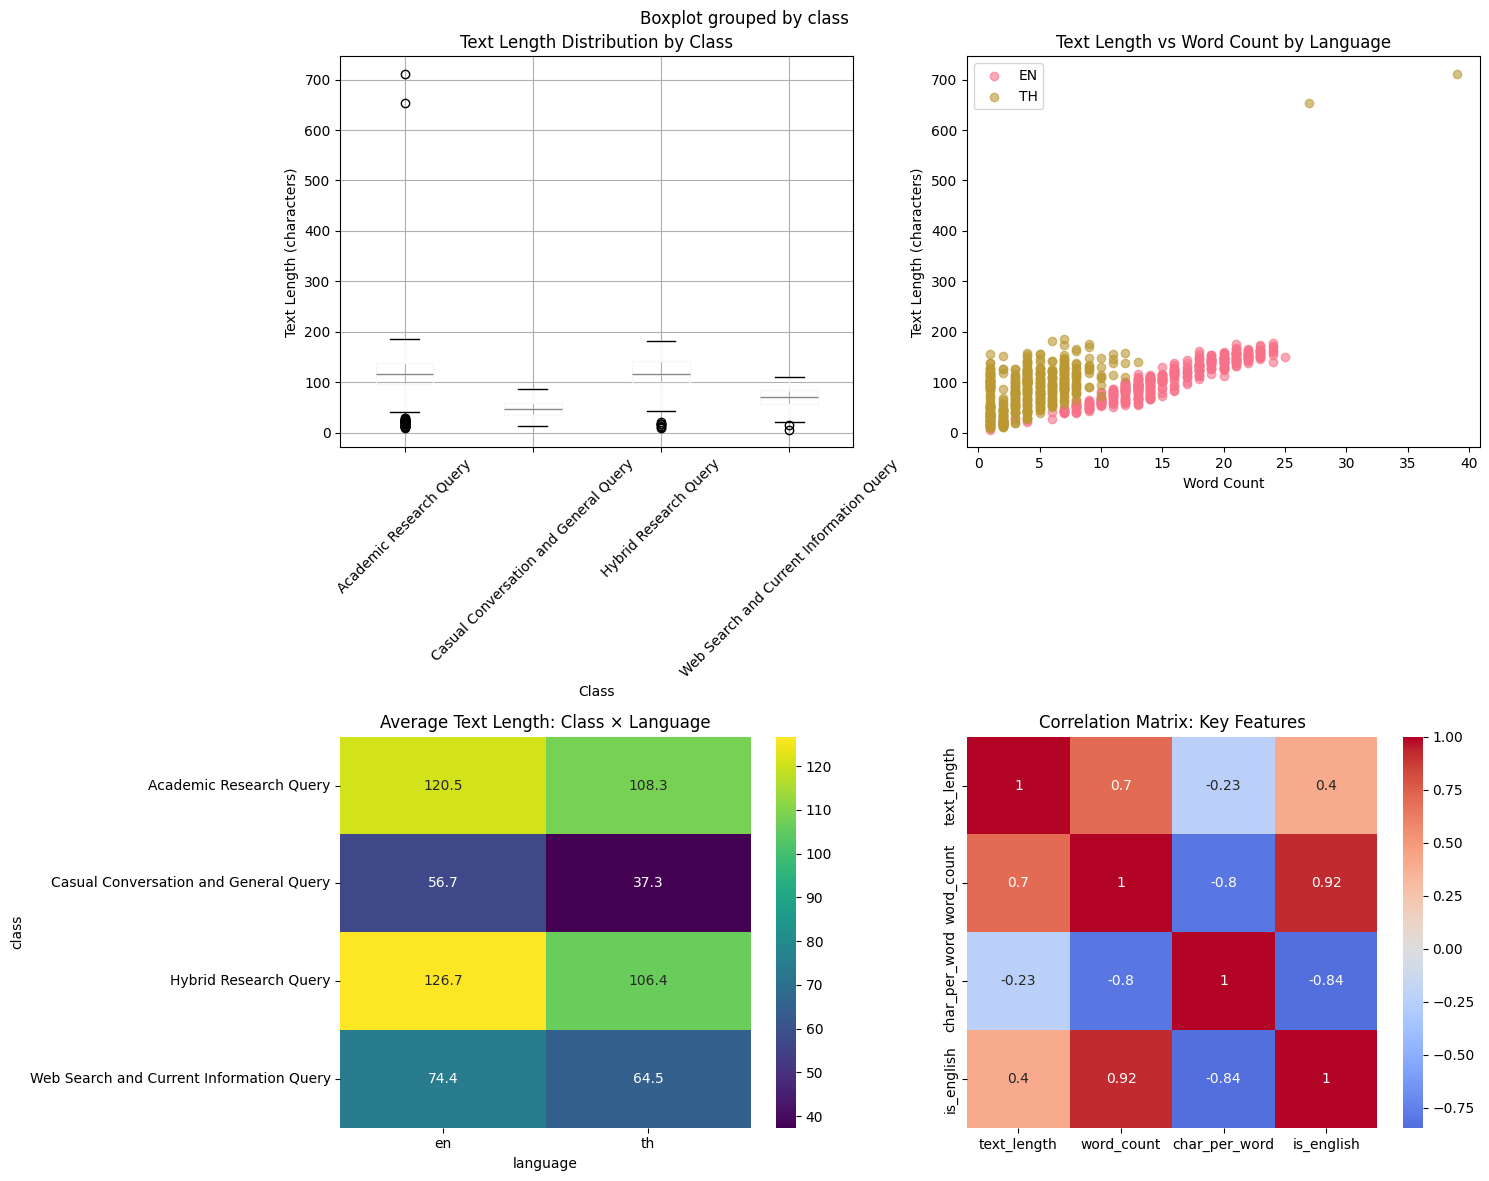 Boxplot grouped by class
Text Length Distribution by Class
Text Length (characters)
700
600
500
400
300
200
100
0
Academic Research Query
Casual Conversation and General Query
Hybrid Research Query
Web Search and Current Information Query
Class
Text Length vs Word Count by Language
EN
TH
Text Length (characters)
700
600
500
400
300
200
100
0
0 5 10 15 20 25 30 35 40
Word Count
Average Text Length: Class × Language
class
Academic Research Query 120.5 108.3
Casual Conversation and General Query 56.7 37.3
Hybrid Research Query 126.7 106.4
Web Search and Current Information Query 74.4 64.5
en th
language
120
110
100
90
80
70
60
50
40
Correlation Matrix: Key Features
text_length 1 0.7 -0.23 0.4
word_count 0.7 1 -0.8 0.92
char_per_word -0.23 -0.8 1 -0.84
is_english 0.4 0.92 -0.84 1
text_length word_count char_per_word is_english
1.00
0.75
0.50
0.25
0.00
−0.25
−0.50
−0.75